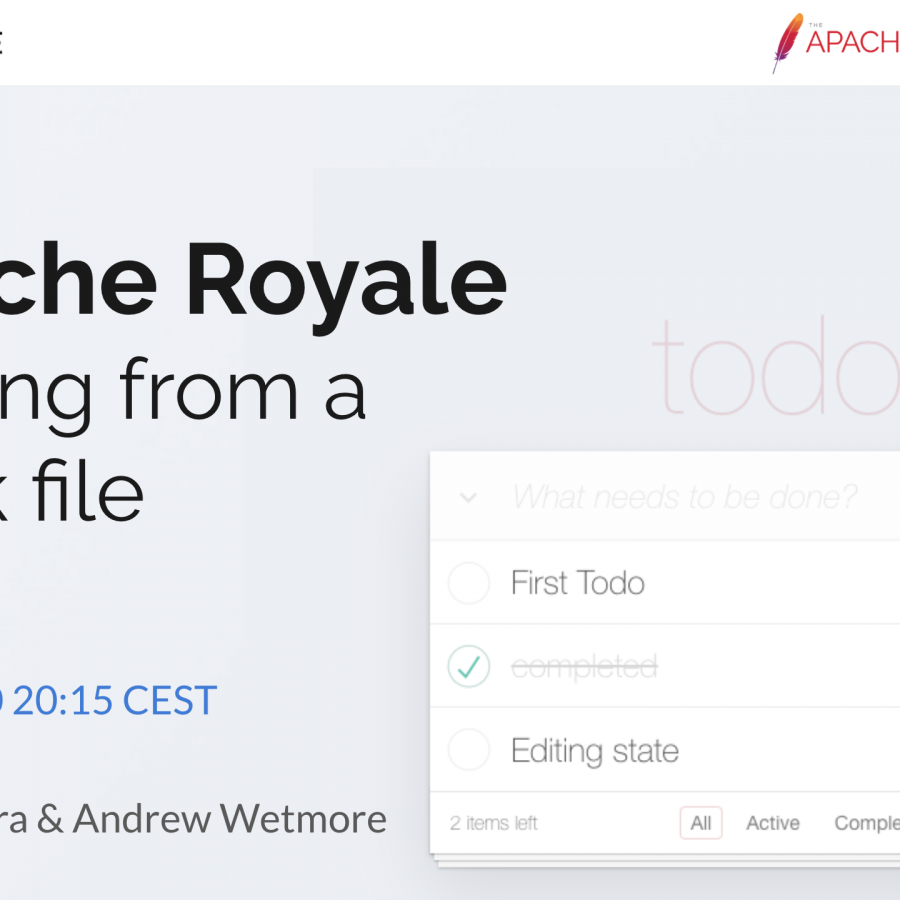 E
THE
APACH
che Royale
ng from a
k file
todo
What needs to be done?
First Todo
completed
Editing state
0 20:15 CEST
ra & Andrew Wetmore
2 items left
All
Active
Comple